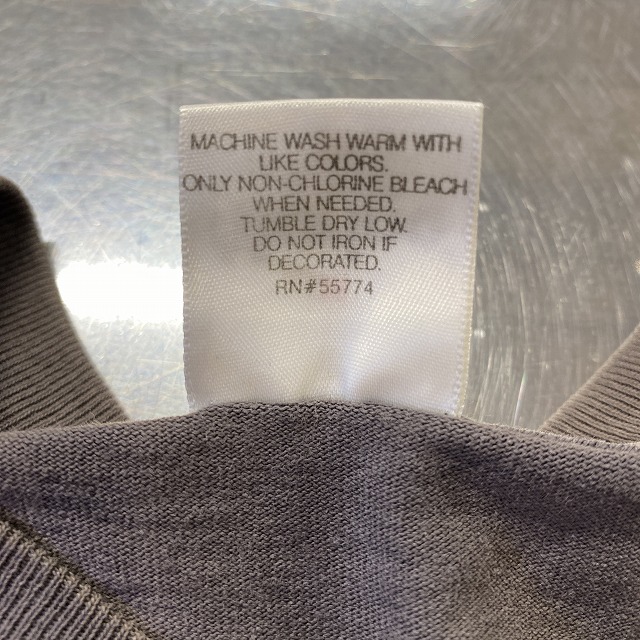 MACHINE WASH WARM WITH
LIKE COLORS.
ONLY NON-CHLORINE BLEACH
WHEN NEEDED.
TUMBLE DRY LOW.
DO NOT IRON IF
DECORATED.
RN#55774